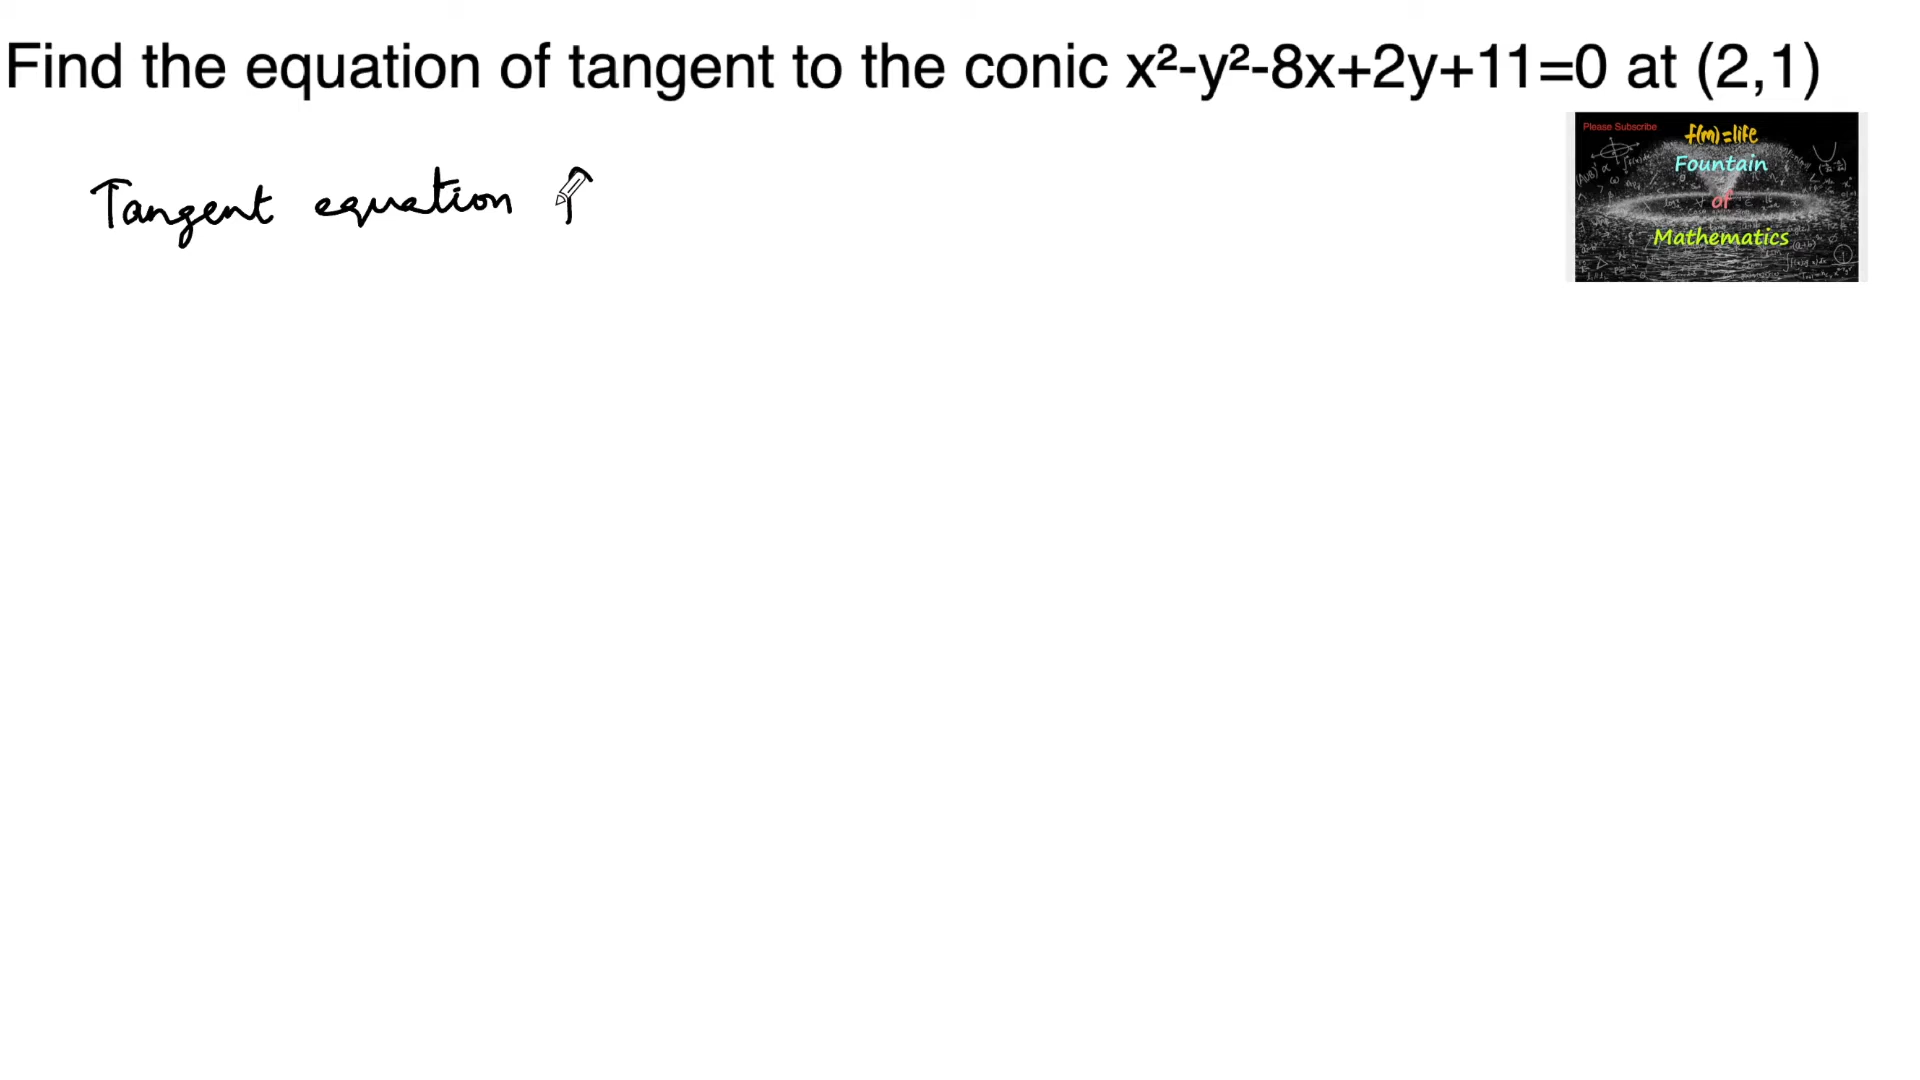 Find the equation of tangent to the conic x²-y²-8x+2y+11=0 at (2,1)
Please Subscribe
f(m)=life
Fountain
of
Mathematics
Tangent equation